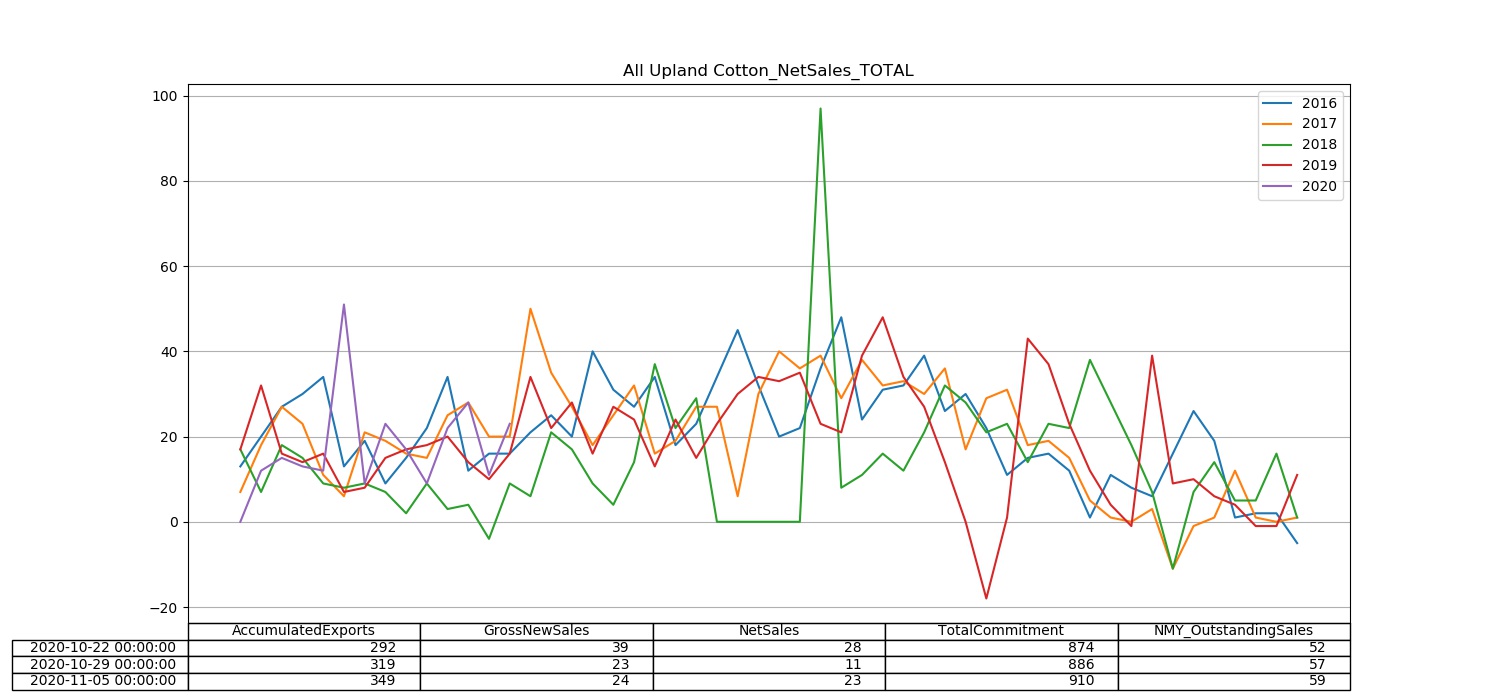 All Upland Cotton_NetSales_TOTAL
100
80
60
40
20
0
−20
2016
2017
2018
2019
2020
AccumulatedExports GrossNewSales NetSales TotalCommitment NMY_OutstandingSales
2020-10-22 00:00:00 292 39 28 874 52
2020-10-29 00:00:00 319 23 11 886 57
2020-11-05 00:00:00 349 24 23 910 59